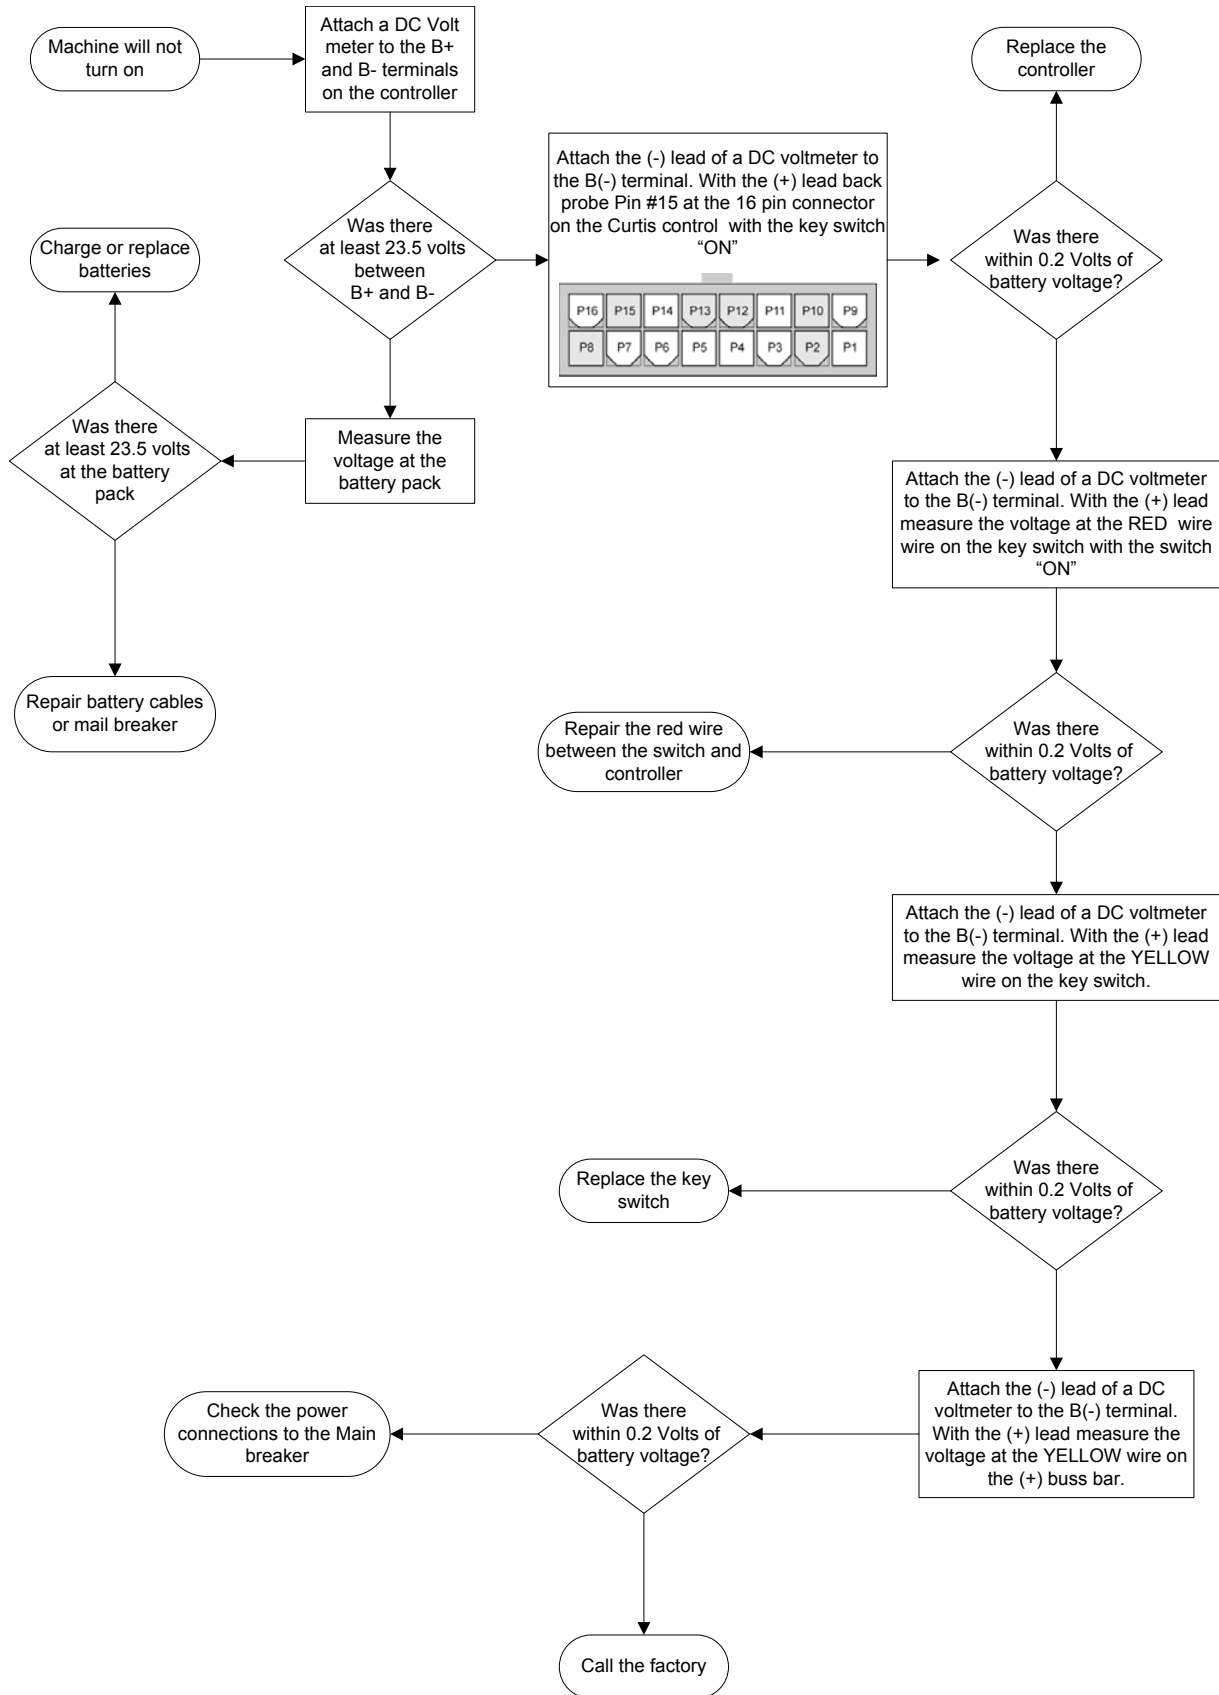 Machine will not
turn on
Attach a DC Volt
meter to the B+
and B- terminals
on the controller
Replace the
controller
Attach the (-) lead of a DC voltmeter to
the B(-) terminal. With the (+) lead back
probe Pin #15 at the 16 pin connector
on the Curtis control  with the key switch
“ON”
P16 P15 P14 P13 P12 P11 P10 P9
P8 P7 P6 P5 P4 P3 P2 P1
Was there
at least 23.5 volts
between
B+ and B-
Was there
within 0.2 Volts of
battery voltage?
Charge or replace
batteries
Was there
at least 23.5 volts
at the battery
pack
Measure the
voltage at the
battery pack
Attach the (-) lead of a DC voltmeter
to the B(-) terminal. With the (+) lead
measure the voltage at the RED  wire
wire on the key switch with the switch
“ON”
Repair battery cables
or mail breaker
Repair the red wire
between the switch and
controller
Was there
within 0.2 Volts of
battery voltage?
Attach the (-) lead of a DC voltmeter
to the B(-) terminal. With the (+) lead
measure the voltage at the YELLOW
wire on the key switch.
Replace the key
switch
Was there
within 0.2 Volts of
battery voltage?
Attach the (-) lead of a DC
voltmeter to the B(-) terminal.
With the (+) lead measure the
voltage at the YELLOW wire on
the (+) buss bar.
Was there
within 0.2 Volts of
battery voltage?
Check the power
connections to the Main
breaker
Call the factory